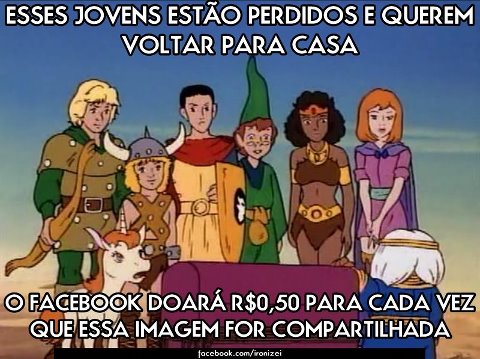 ESSES JOVENS ESTÃO PERDIDOS E QUEREM
VOLTAR PARA CASA
O FACEBOOK DOARÁ R$0,50 PARA CADA VEZ
QUE ESSA IMAGEM FOR COMPARTILHADA
facebook.com/ironizei